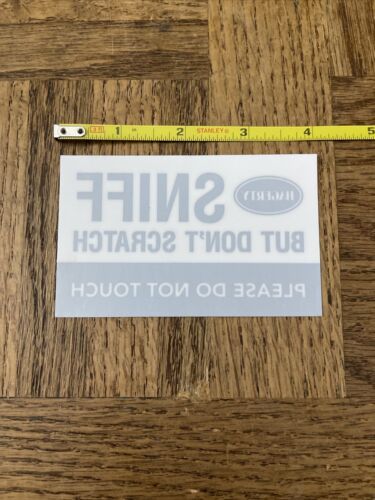 1 2 STANLEY 3 4 5
HAGERTY SNIFF
BUT DON'T SCRATCH
PLEASE DO NOT TOUCH